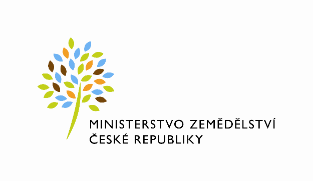 MINISTERSTVO ZEMĚDĚLSTVÍ
ČESKÉ REPUBLIKY